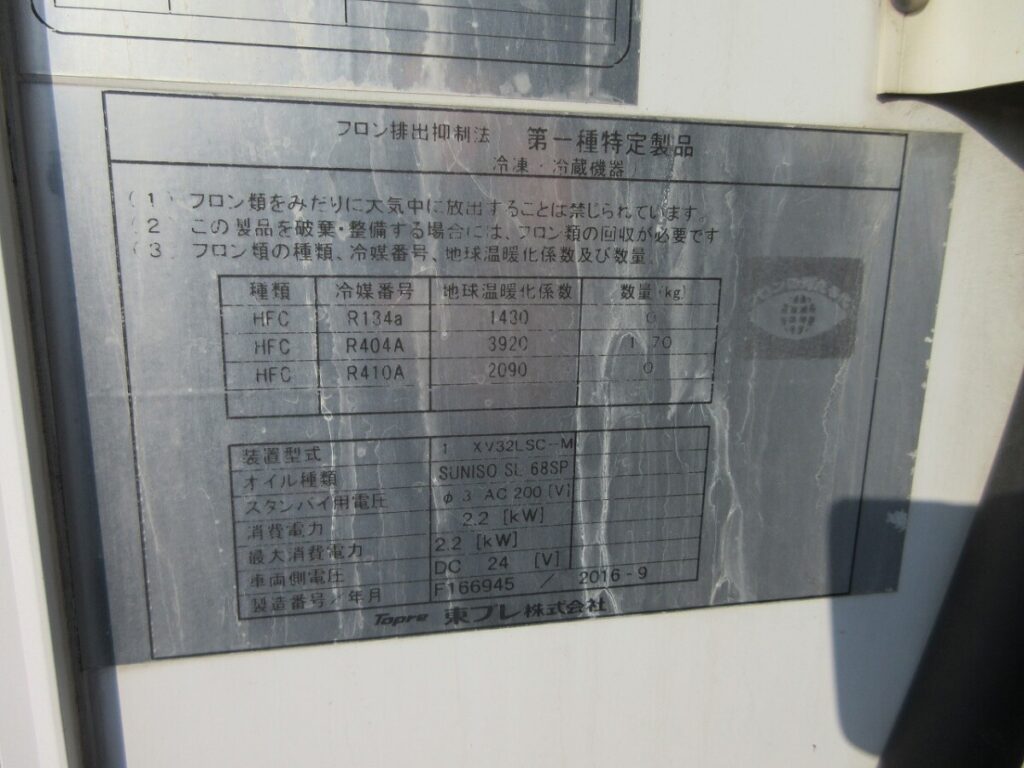 フロン排出抑制法 第一種特定製品
冷凍・冷蔵機器
(1) フロン類をみだりに大気中に放出することは禁じられています。
(2) この製品を破棄・整備する場合には、フロン類の回収が必要です
(3) フロン類の種類、冷媒番号、地球温暖化係数及び数量
種類 冷媒番号 地球温暖化係数 数量 (kg)
HFC R134a 1430 0
HFC R404A 3920 1.70
HFC R410A 2090 0
装置型式 1 XV32LSC-M
オイル種類 SUNISO SL 68SP
スタンバイ用電圧 φ3 AC 200 [V]
消費電力 2.2 [kW]
最大消費電力 2.2 [kW]
車両側電圧 DC 24 [V]
製造番号/年月 F166945 / 2016-9
Topre 東プレ株式会社